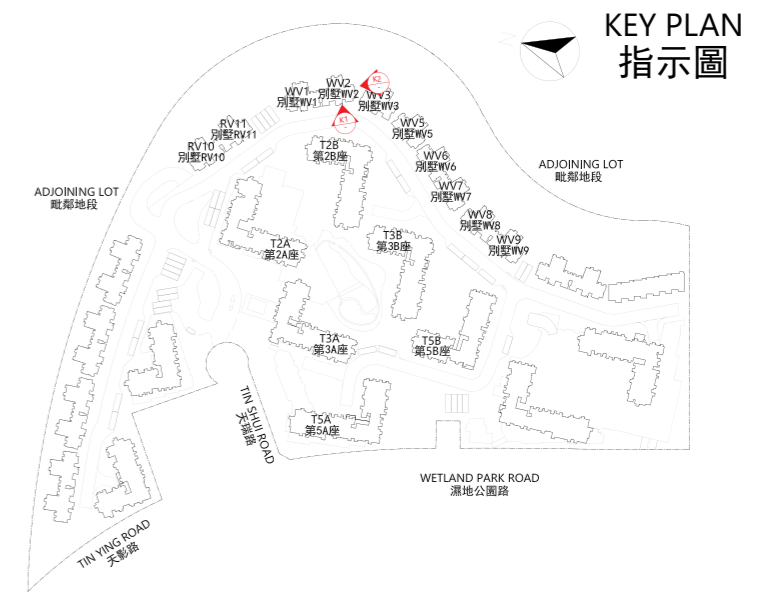 KEY PLAN
指示圖
N
K2
WV2
別墅WV2
WV1
別墅WV1
WV3
別墅WV3
K1
RV11
別墅RV11
WV5
別墅WV5
RV10
別墅RV10
T2B
第2B座
WV6
別墅WV6
ADJOINING LOT
毗鄰地段
ADJOINING LOT
毗鄰地段
WV7
別墅WV7
WV8
別墅WV8
T2A
第2A座
T3B
第3B座
WV9
別墅WV9
T3A
第3A座
T5B
第5B座
TIN SHUI ROAD
天瑞路
T5A
第5A座
WETLAND PARK ROAD
濕地公園路
TIN YING ROAD
天影路